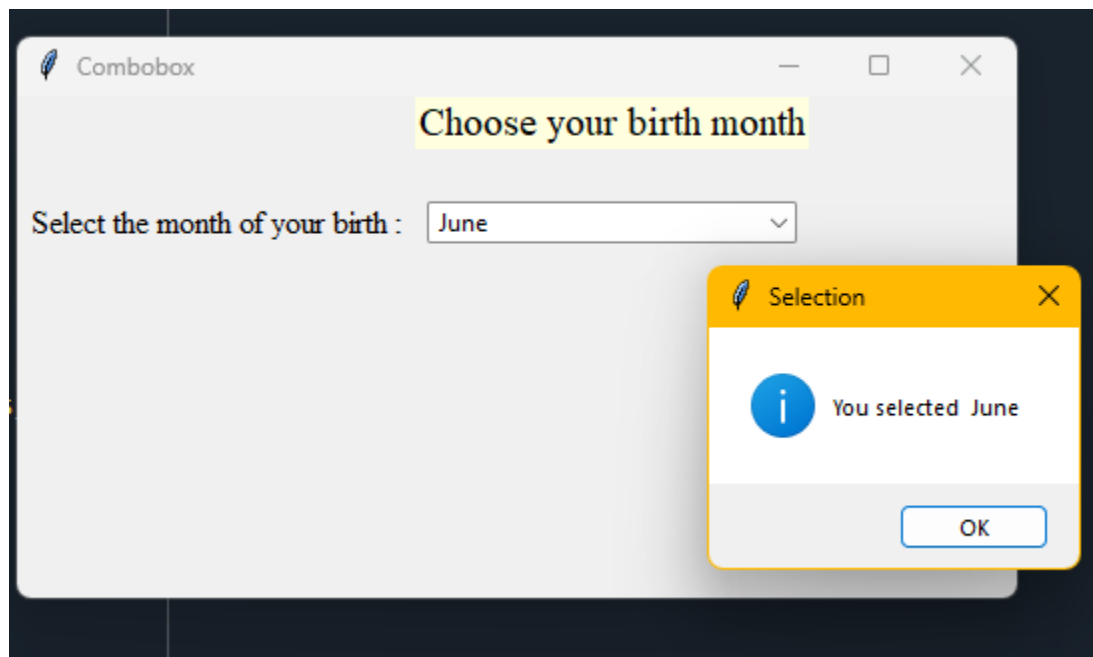 Combobox
Choose your birth month
Select the month of your birth :
June
Selection
You selected  June
OK